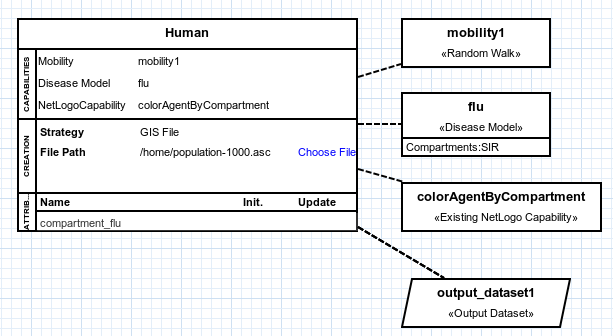 Human
CAPABILITIES
Mobility mobility1
Disease Model flu
NetLogoCapability colorAgentByCompartment
CREATION
Strategy GIS File
File Path /home/population-1000.asc Choose File
ATTRIB...
Name Init. Update
compartment_flu
mobility1
«Random Walk»
flu
«Disease Model»
Compartments:SIR
colorAgentByCompartment
«Existing NetLogo Capability»
output_dataset1
«Output Dataset»